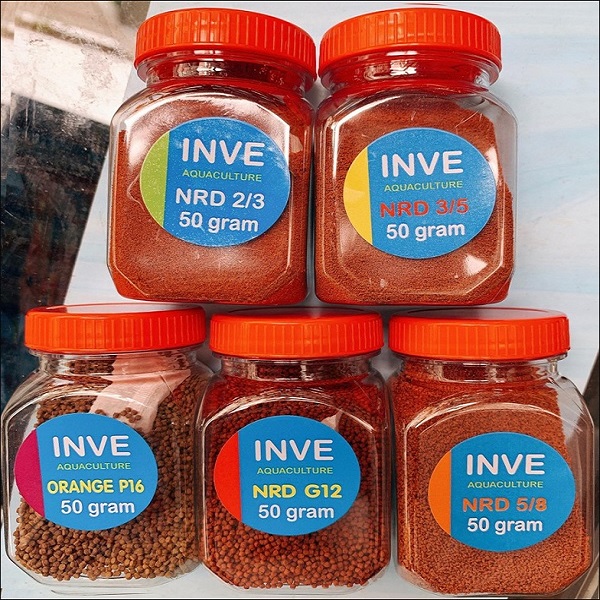 INVE
AQUACULTURE
NRD 2/3
50 gram
INVE
AQUACULTURE
NRD 3/5
50 gram
INVE
AQUACULTURE
ORANGE P16
50 gram
INVE
AQUACULTURE
NRD G12
50 gram
INVE
AQUACULTURE
NRD 5/8
50 gram